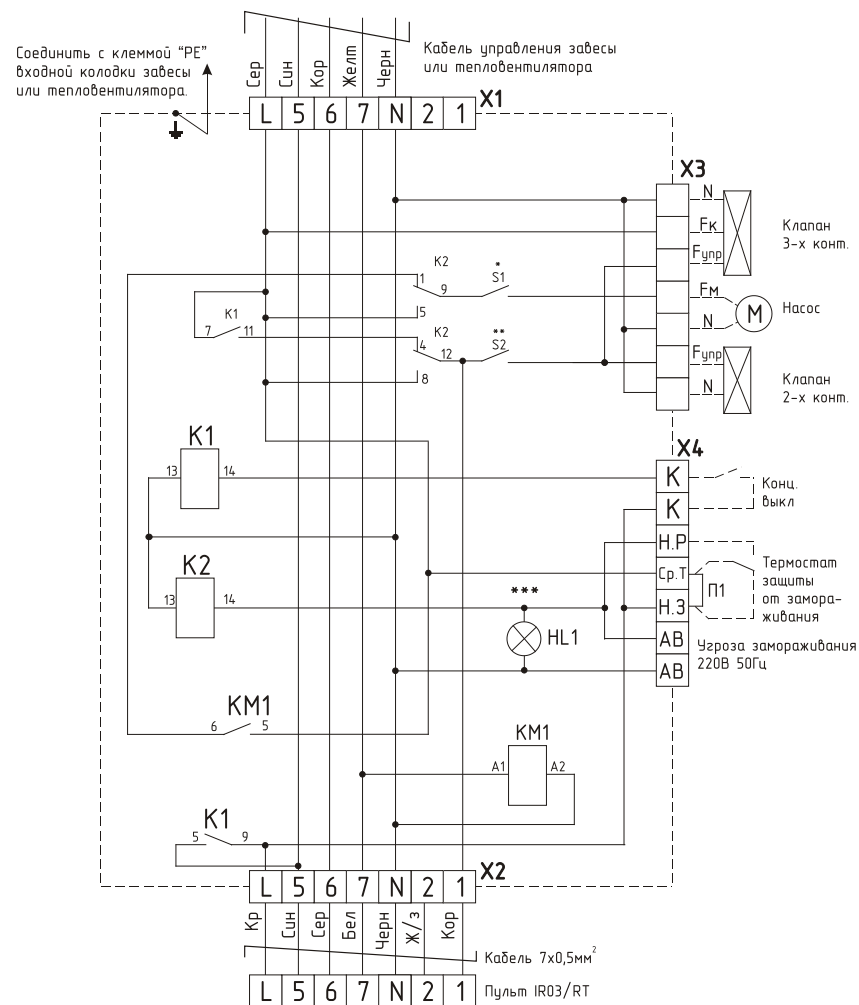 Соединить с клеммой “PE”
входной колодки завесы
или тепловентилятора.
Кабель управления завесы
или тепловентилятора
Сер
Син
Кор
Желт
Черн
X1
L 5 6 7 N 2 1
X3
N
Fк
Fупр
Клапан
3-х конт.
Fм
N
M
Насос
Fупр
N
Клапан
2-х конт.
K2
1
9
5
*
S1
K1
7
11
K2
4
12
8
**
S2
K1
13
14
K2
13
14
X4
К
К
Н.Р
Ср.Т
Н.З
АВ
АВ
Конц.
выкл
П1
Термостат
защиты
от замора-
живания
Угроза замораживания
220В 50Гц
***
HL1
KM1
6
5
KM1
A1
A2
K1
5
9
X2
L 5 6 7 N 2 1
Кр
Син
Сер
Бел
Черн
Ж/з
Кор
Кабель 7х0,5мм²
L 5 6 7 N 2 1
Пульт IR03/RT